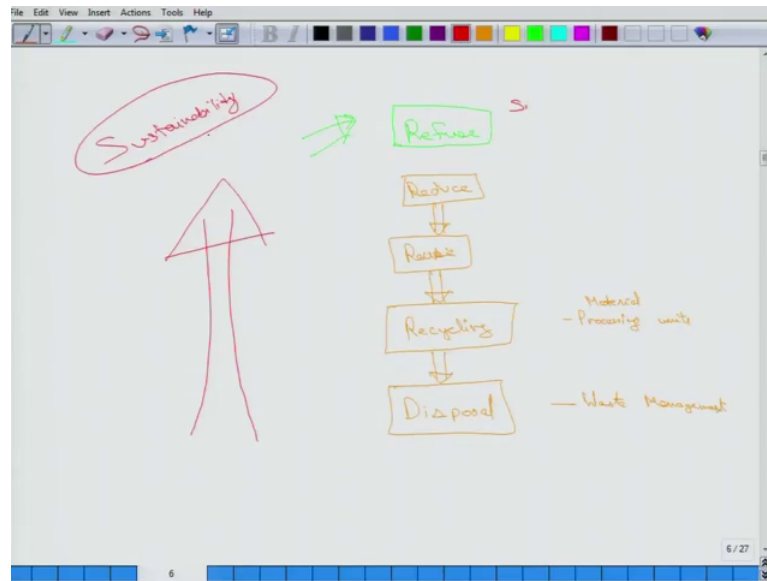 File Edit View Insert Actions Tools Help
B I
Sustainability
Refuse
S.
Reduce
Reuse
Recycling
Material
- Processing units
Disposal
— Waste Management
6 / 27
6